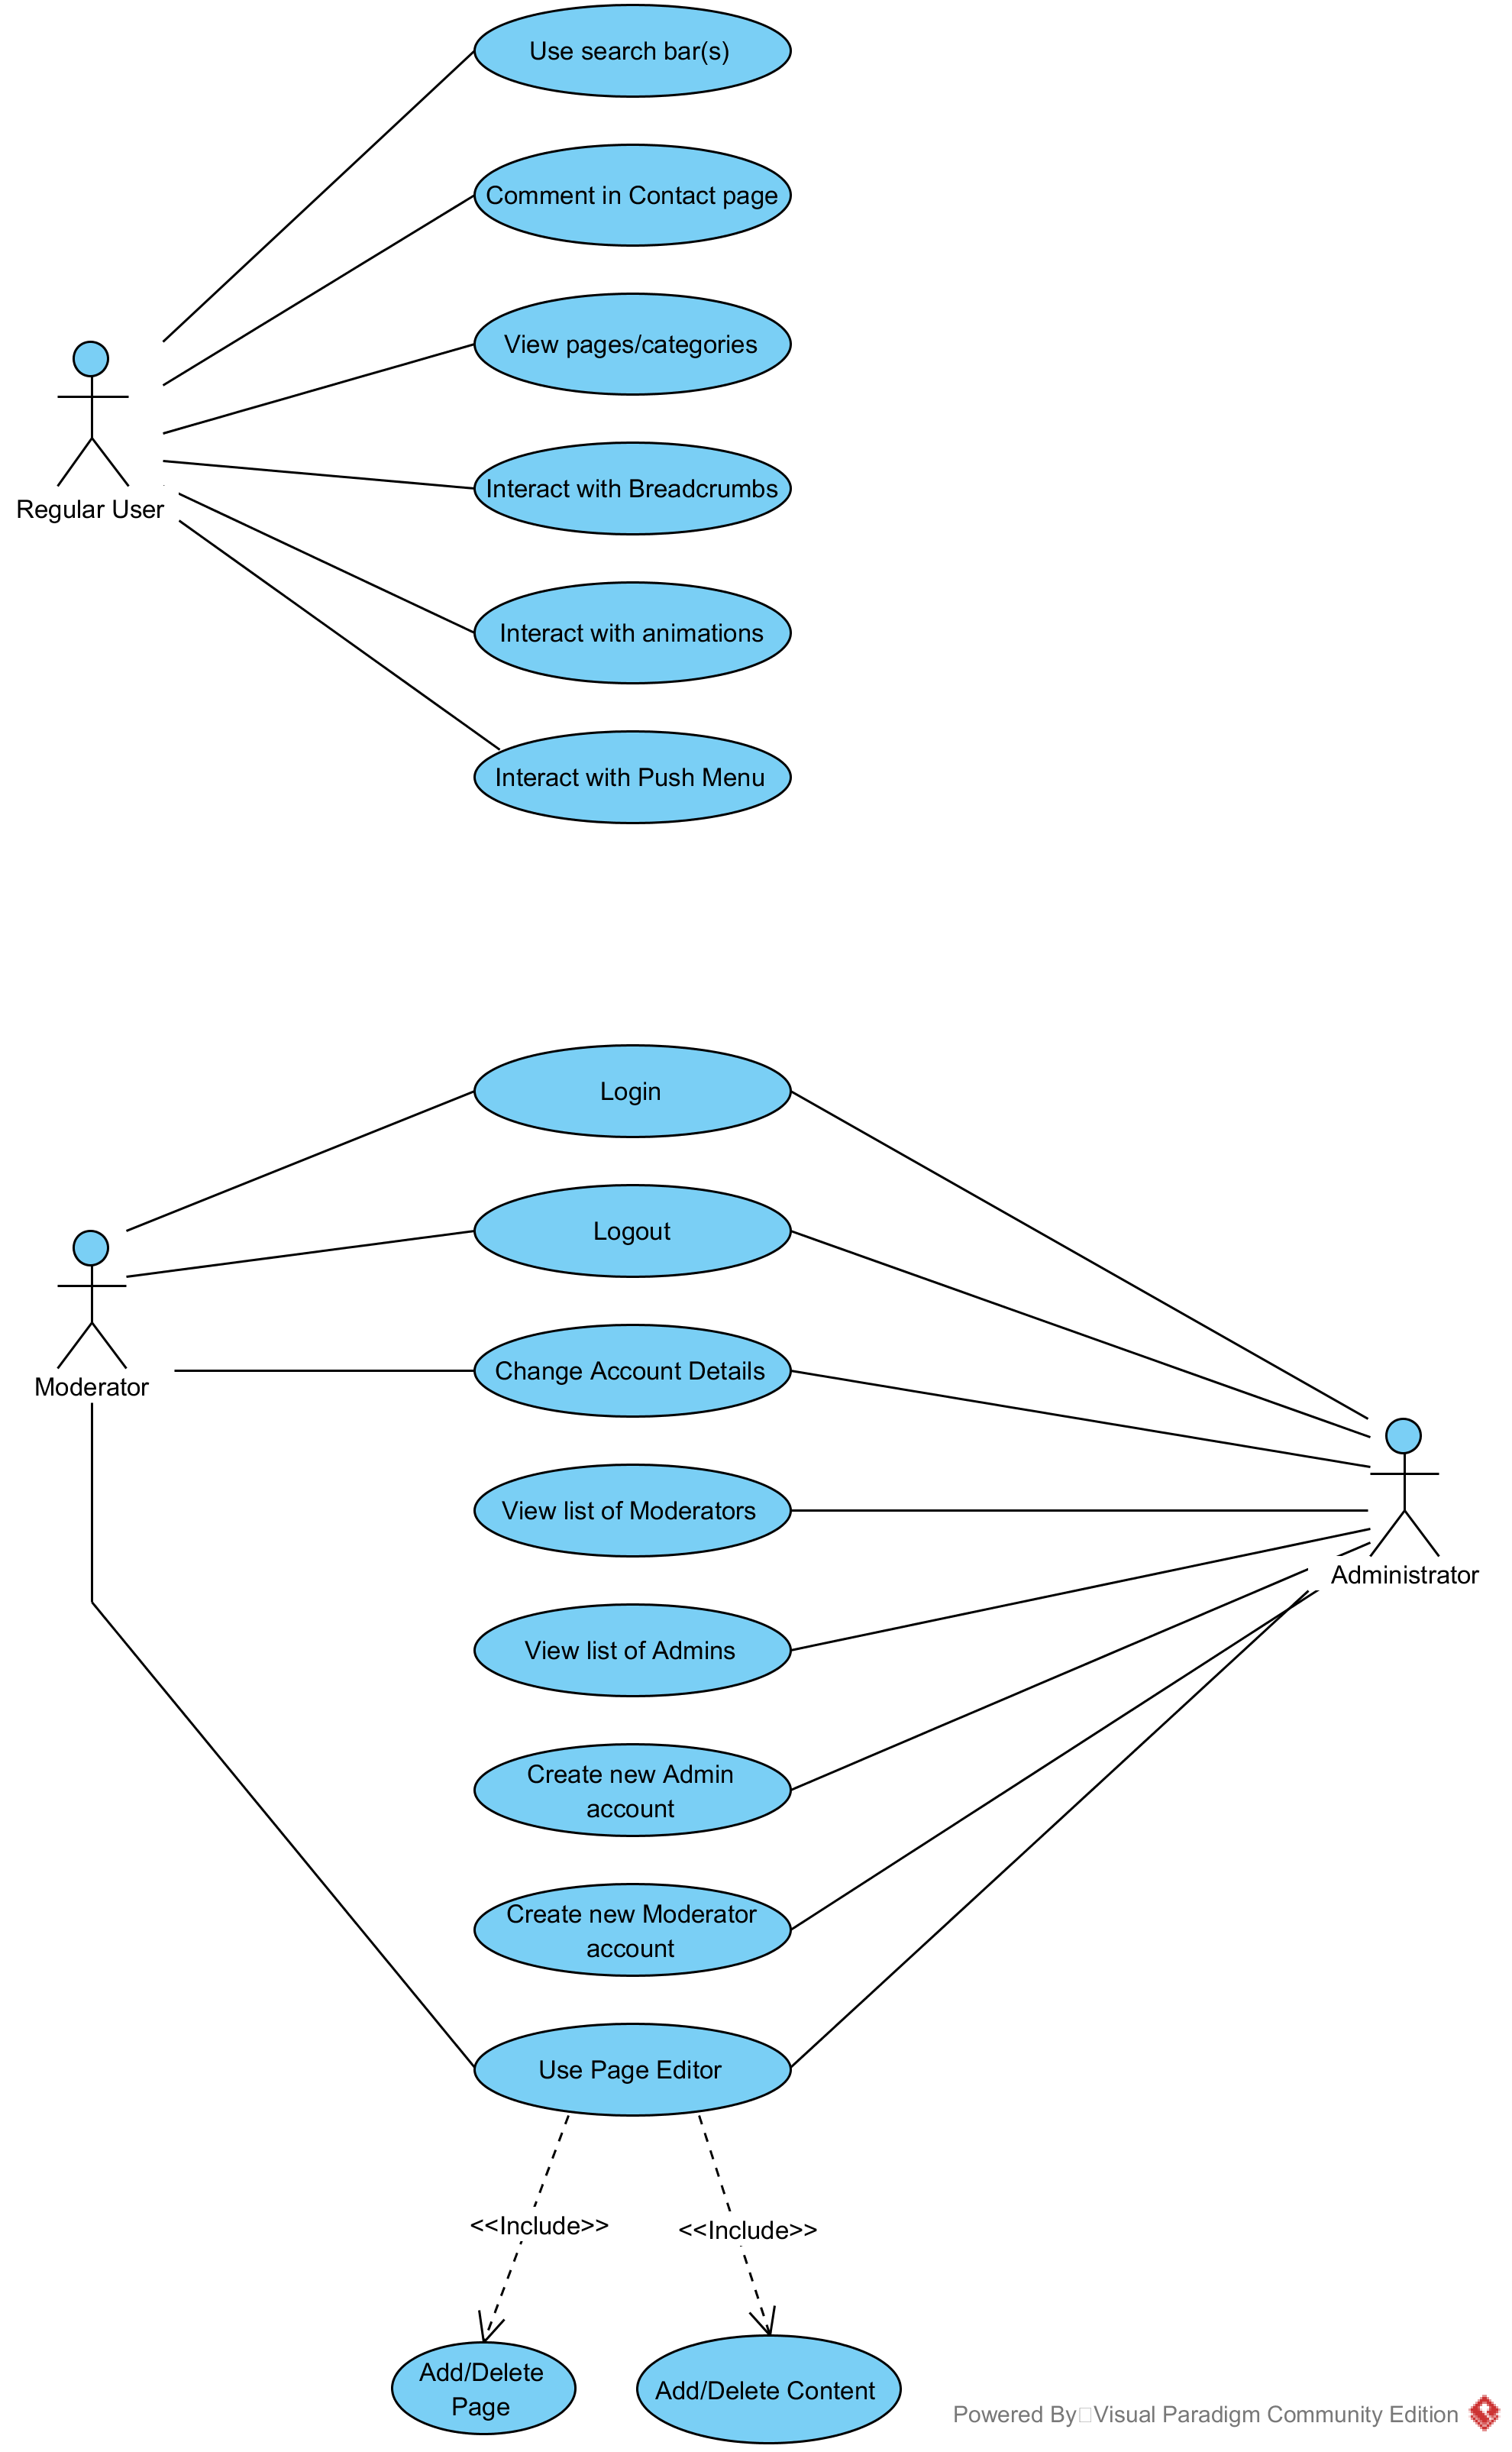 Use search bar(s)
Comment in Contact page
View pages/categories
Interact with Breadcrumbs
Regular User
Interact with animations
Interact with Push Menu
Login
Logout
Change Account Details
Moderator
View list of Moderators
Administrator
View list of Admins
Create new Admin
account
Create new Moderator
account
Use Page Editor
<<Include>>
<<Include>>
Add/Delete
Page
Add/Delete Content
Powered By Visual Paradigm Community Edition